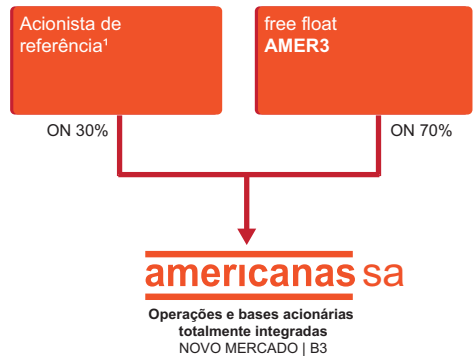 Acionista de
referência¹
free float
AMER3
ON 30%
ON 70%
americanas sa
Operações e bases acionárias
totalmente integradas
NOVO MERCADO | B3